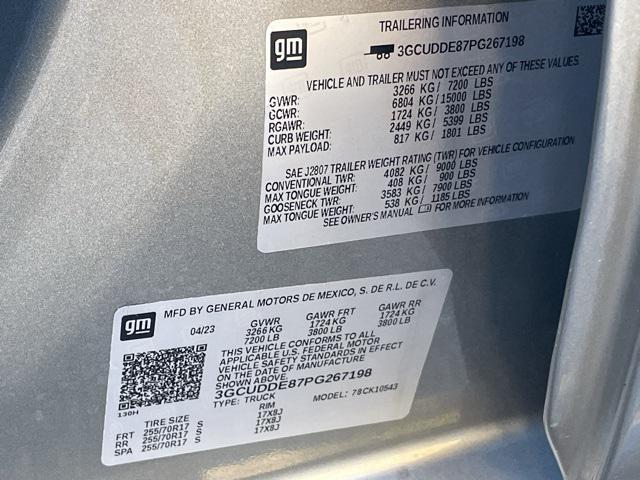 gm
TRAILERING INFORMATION
3GCUDDE87PG267198
VEHICLE AND TRAILER MUST NOT EXCEED ANY OF THESE VALUES
GVWR: 3266 KG / 7200 LBS
GCWR: 6804 KG / 15000 LBS
RGAWR: 1724 KG / 3800 LBS
CURB WEIGHT: 2449 KG / 5399 LBS
MAX PAYLOAD: 817 KG / 1801 LBS
SAE J2807 TRAILER WEIGHT RATING (TWR) FOR VEHICLE CONFIGURATION
CONVENTIONAL TWR: 4082 KG / 9000 LBS
MAX TONGUE WEIGHT: 408 KG / 900 LBS
GOOSENECK TWR: 3583 KG / 7900 LBS
MAX TONGUE WEIGHT: 538 KG / 1185 LBS
SEE OWNER'S MANUAL FOR MORE INFORMATION
gm
MFD BY GENERAL MOTORS DE MEXICO, S. DE R.L. DE C.V.
04/23 GVWR GAWR FRT GAWR RR
3266 KG 1724 KG 1724 KG
7200 LB 3800 LB 3800 LB
THIS VEHICLE CONFORMS TO ALL
APPLICABLE U.S. FEDERAL MOTOR
VEHICLE SAFETY STANDARDS IN EFFECT
ON THE DATE OF MANUFACTURE
SHOWN ABOVE.
3GCUDDE87PG267198
TYPE: TRUCK MODEL: 78CK10543
130H
TIRE SIZE RIM
FRT 255/70R17 S 17X8J
RR 255/70R17 S 17X8J
SPA 255/70R17 S 17X8J